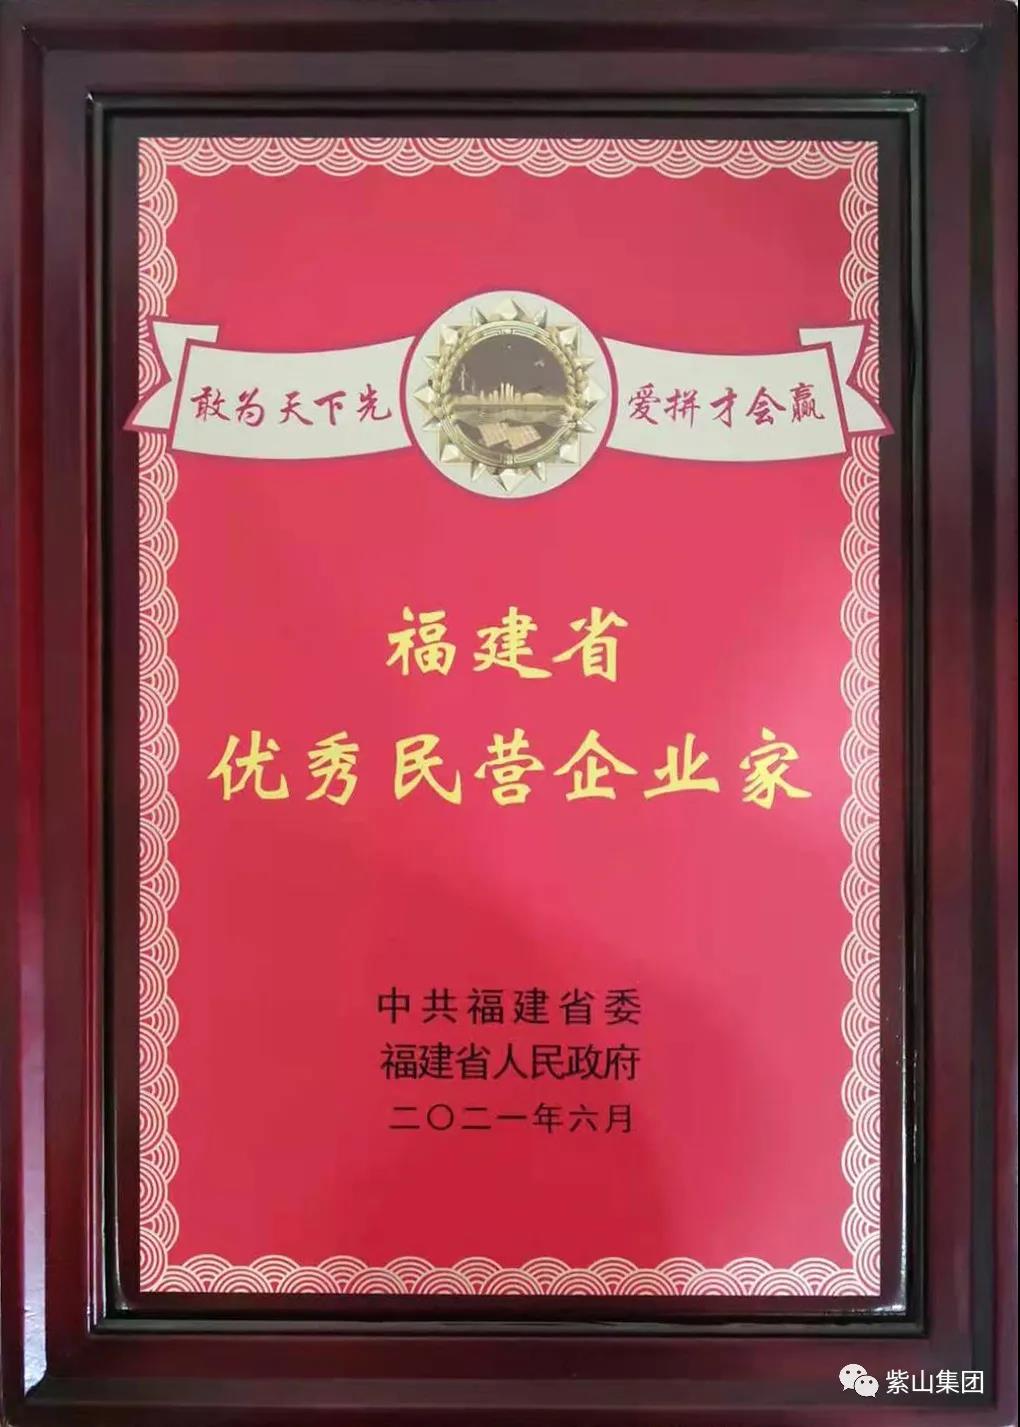 敢为天下先
爱拼才会赢
福建省
优秀民营企业家
中共福建省委
福建省人民政府
二〇二一年六月
紫山集团